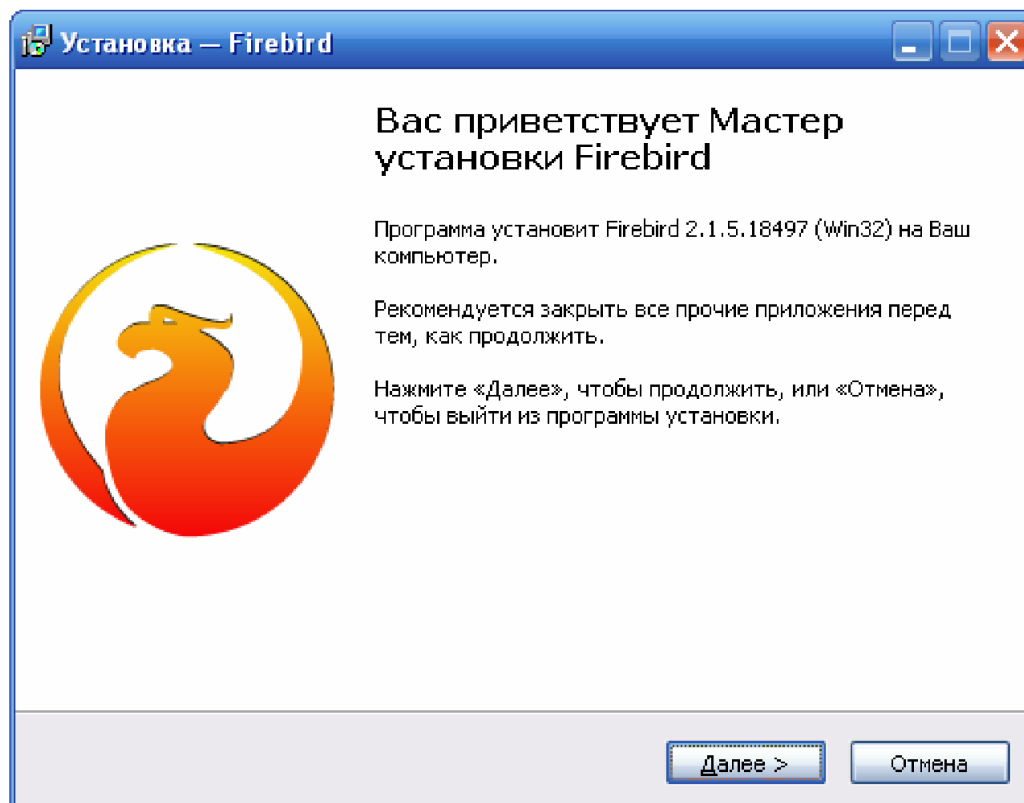 Установка — Firebird
Вас приветствует Мастер
установки Firebird
Программа установит Firebird 2.1.5.18497 (Win32) на Ваш
компьютер.
Рекомендуется закрыть все прочие приложения перед
тем, как продолжить.
Нажмите «Далее», чтобы продолжить, или «Отмена»,
чтобы выйти из программы установки.
Далее >
Отмена